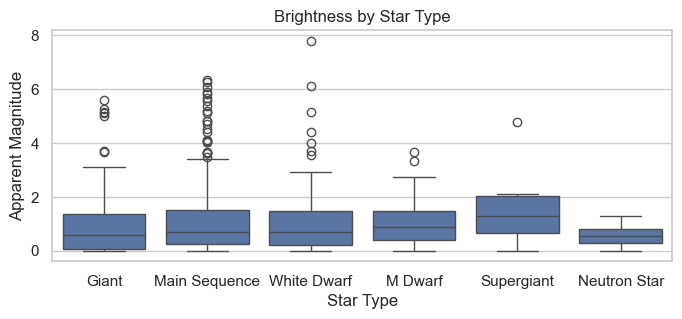 Brightness by Star Type
Apparent Magnitude
8
6
4
2
0
Giant Main Sequence White Dwarf M Dwarf Supergiant Neutron Star
Star Type